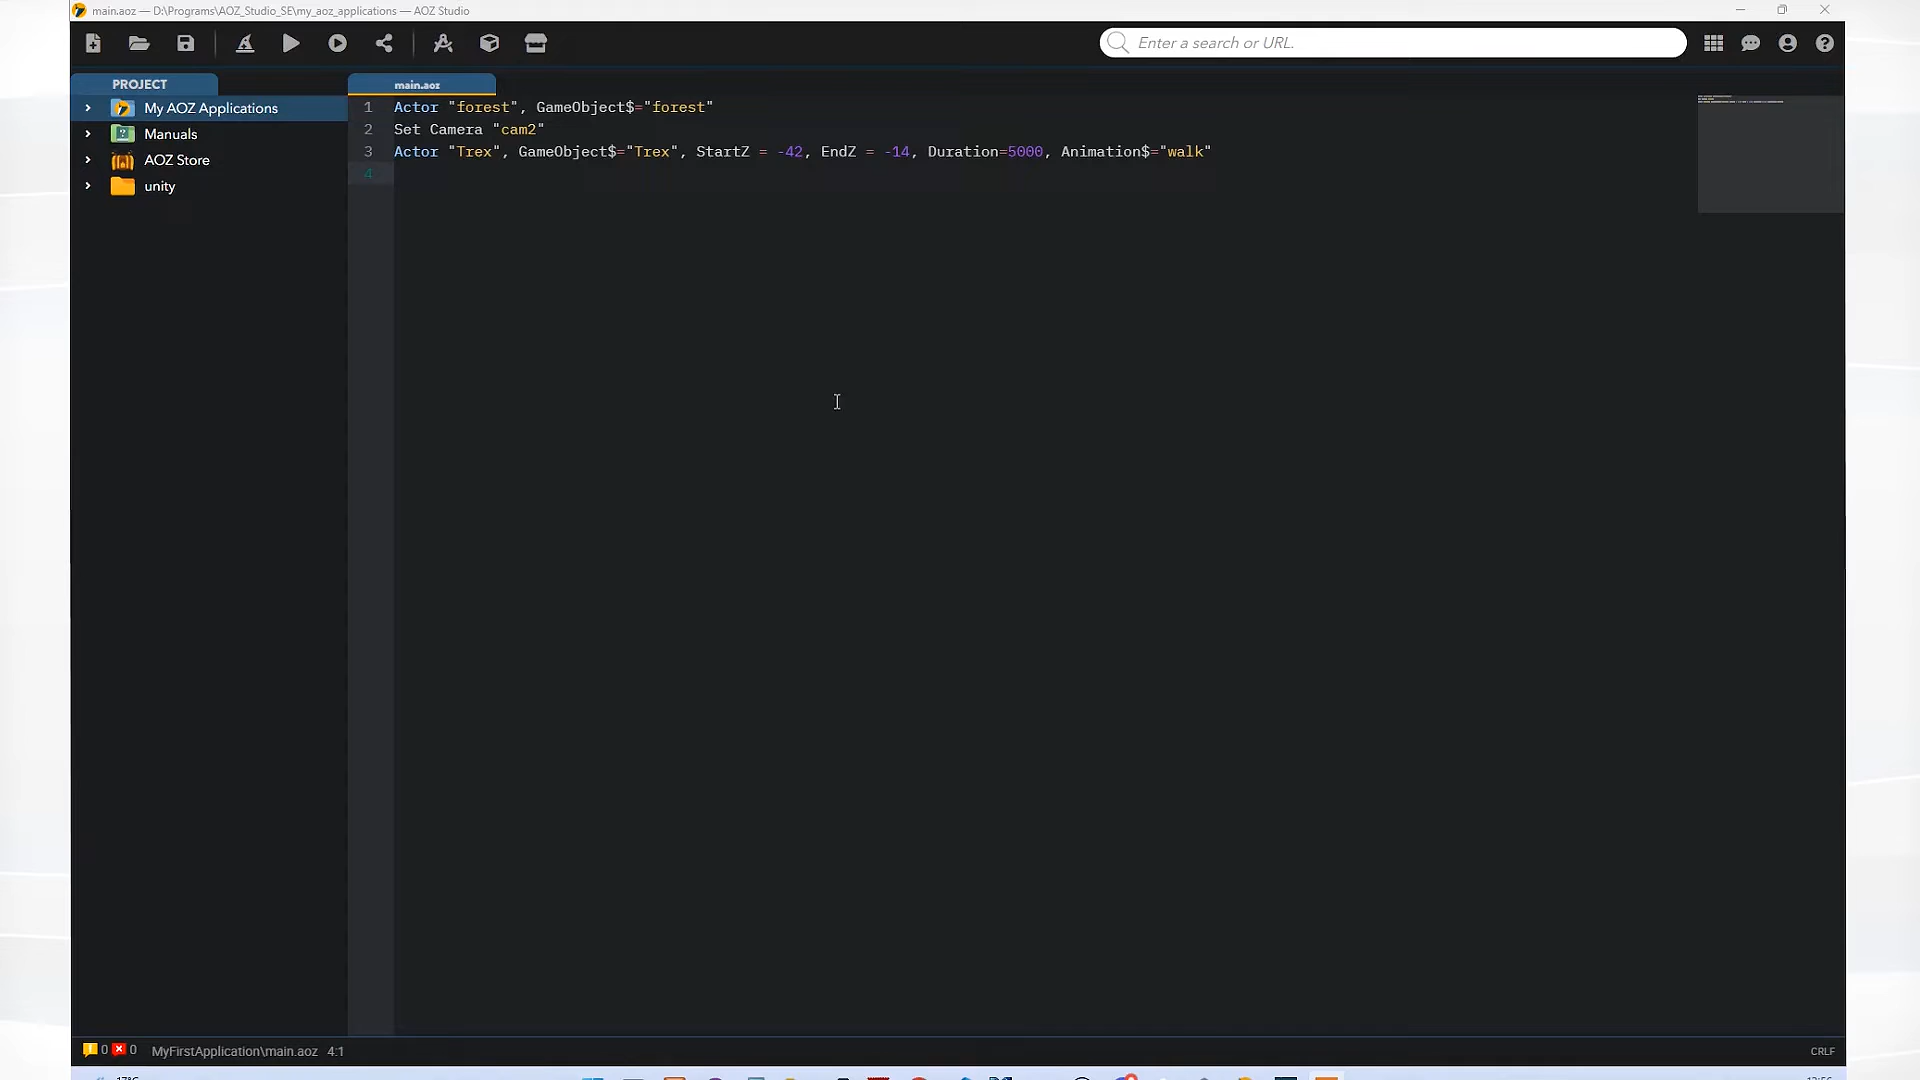 main.aoz — D:\Programs\AOZ_Studio_SE\my_aoz_applications — AOZ Studio
Enter a search or URL.
PROJECT
My AOZ Applications
Manuals
AOZ Store
unity
main.aoz
1 Actor "forest", GameObject$="forest"
2 Set Camera "cam2"
3 Actor "Trex", GameObject$="Trex", StartZ = -42, EndZ = -14, Duration=5000, Animation$="walk"
4
0 0 MyFirstApplication\main.aoz 4:1
CRLF